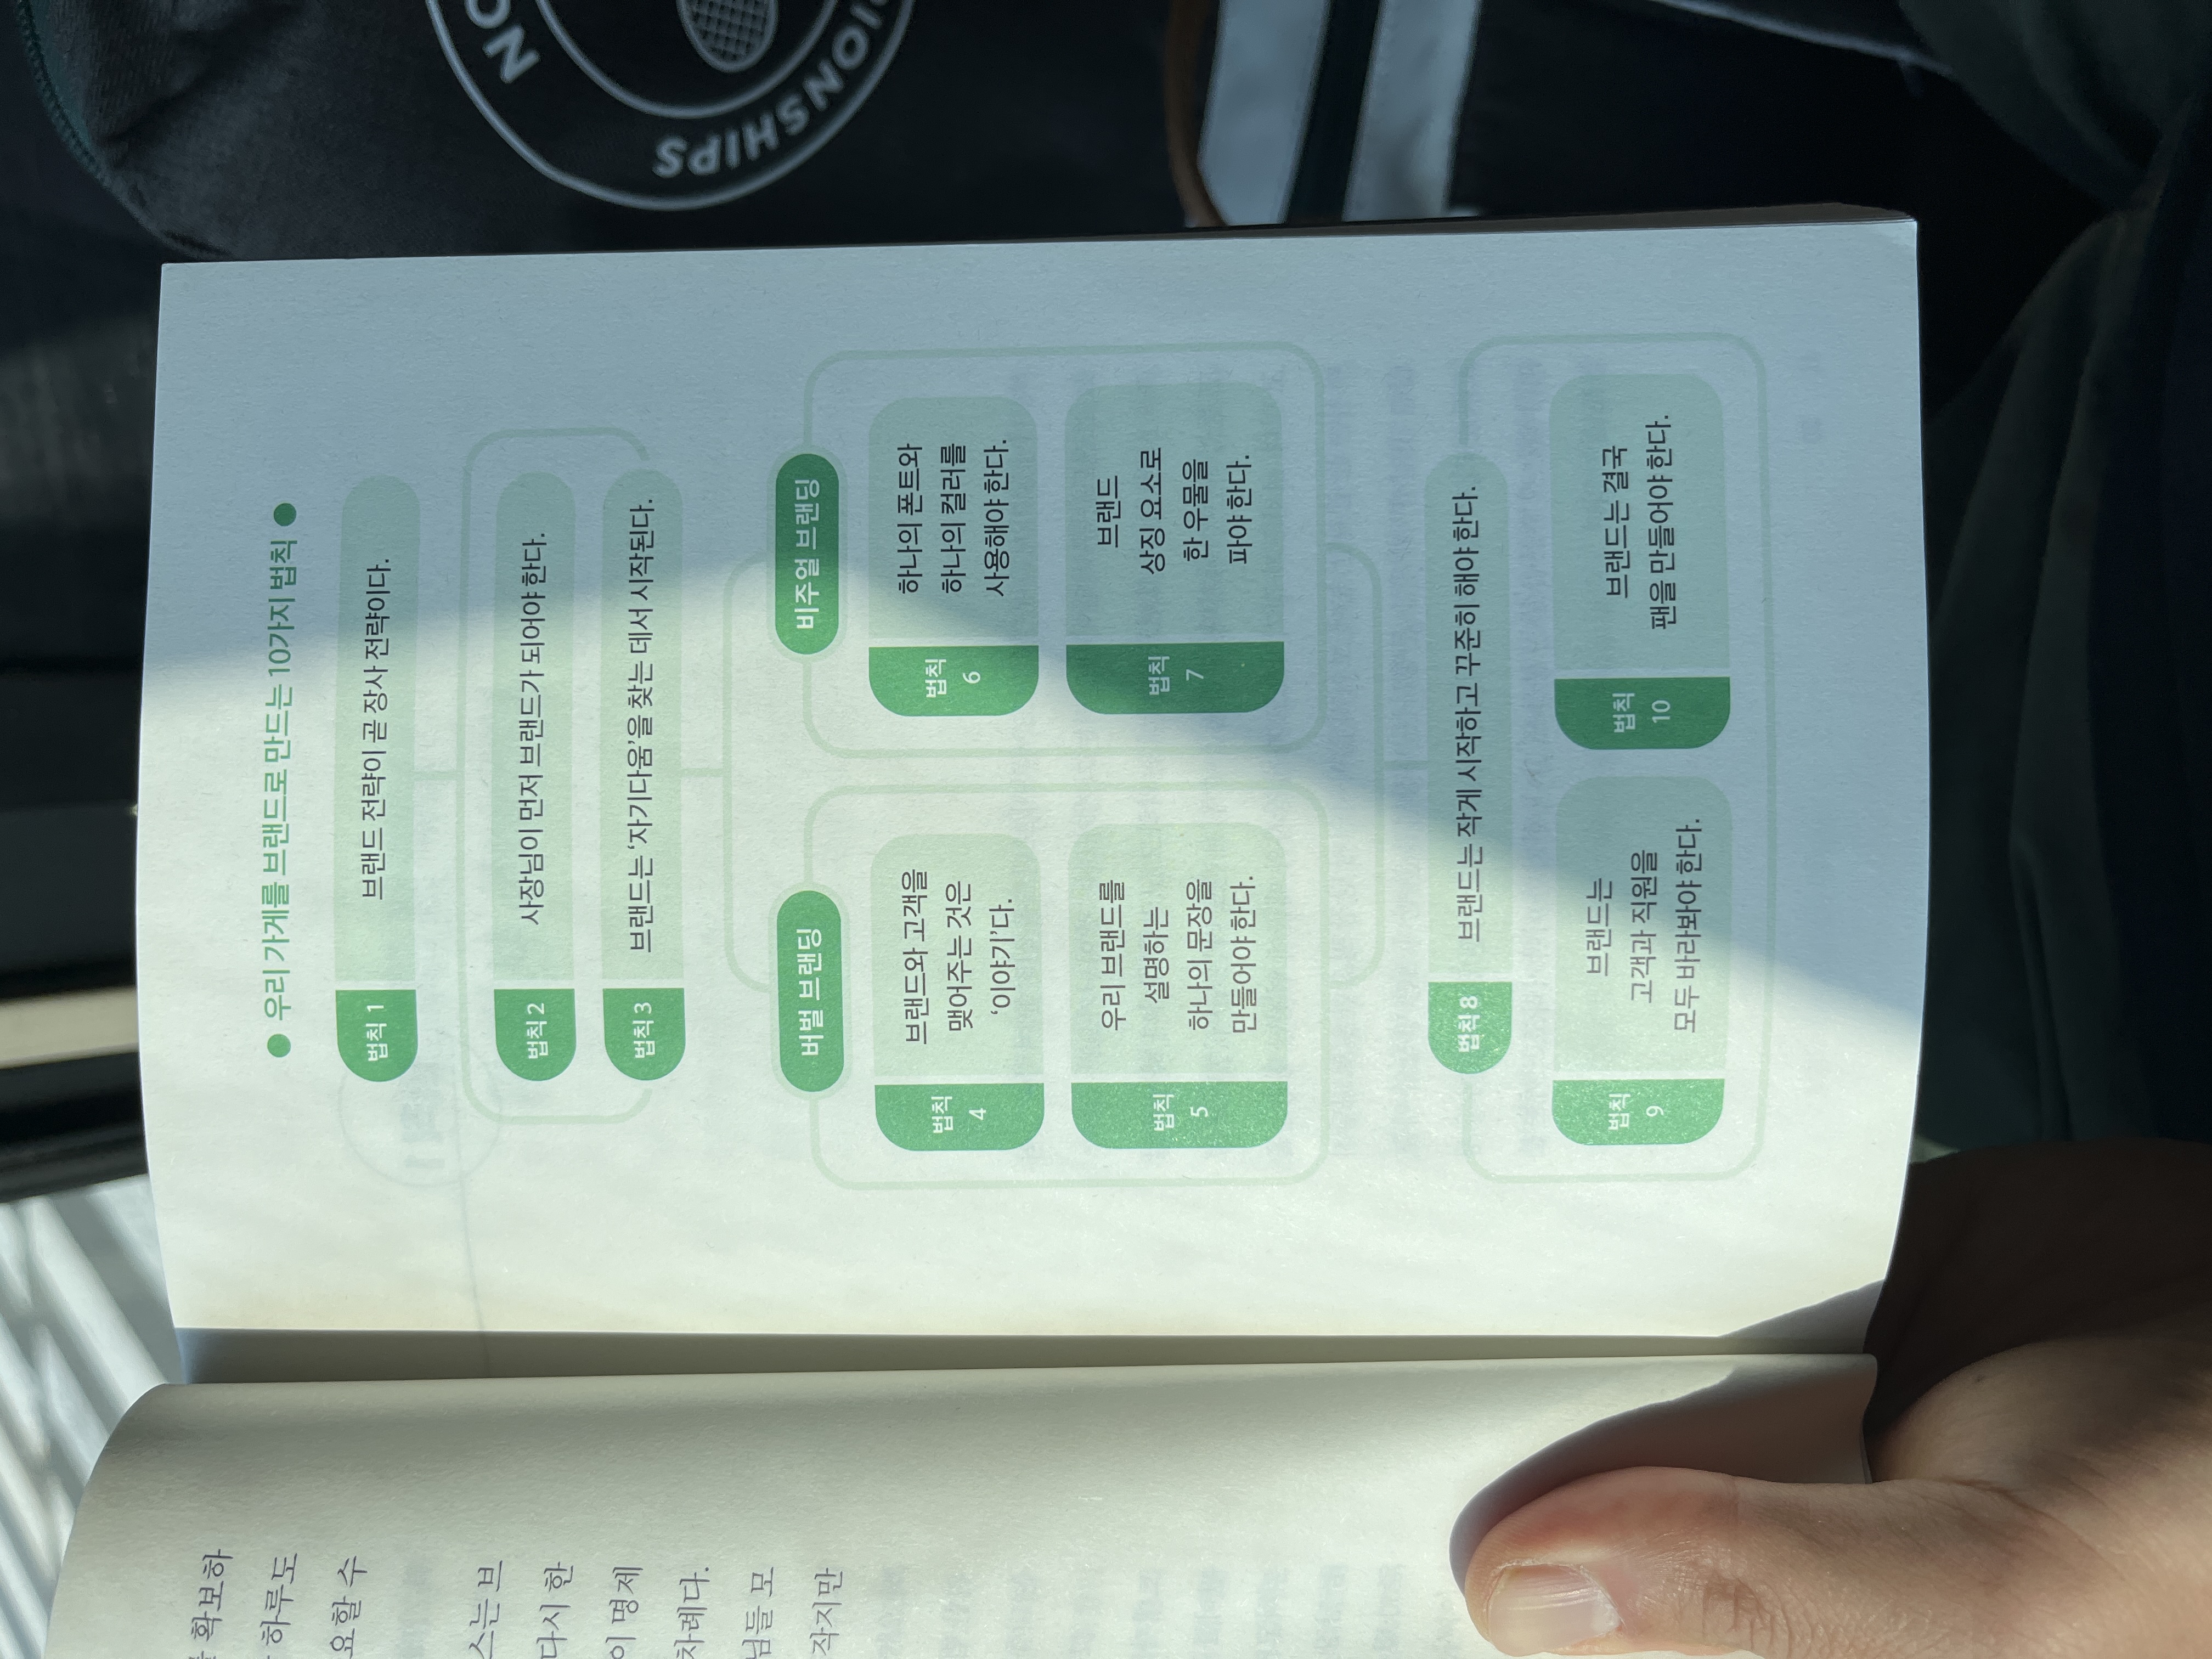 확보하
하루도
요할 수
스는 브
다시 한
이 명제
차례다.
님들 모
작지만
● 우리 가게를 브랜드로 만드는 10가지 법칙 ●
법칙 1 브랜드 전략이 곧 장사 전략이다.
법칙 2 사장님이 먼저 브랜드가 되어야 한다.
법칙 3 브랜드는 ‘자기다움’을 찾는 데서 시작된다.
버벌 브랜딩
법칙
4
브랜드와 고객을
맺어주는 것은
‘이야기’다.
법칙
5
우리 브랜드를
설명하는
하나의 문장을
만들어야 한다.
비주얼 브랜딩
법칙
6
하나의 폰트와
하나의 컬러를
사용해야 한다.
법칙
7
브랜드
상징 요소로
한 우물을
파야 한다.
법칙 8 브랜드는 작게 시작하고 꾸준히 해야 한다.
법칙
9
브랜드는
고객과 직원을
모두 바라봐야 한다.
법칙
10
브랜드는 결국
팬을 만들어야 한다.